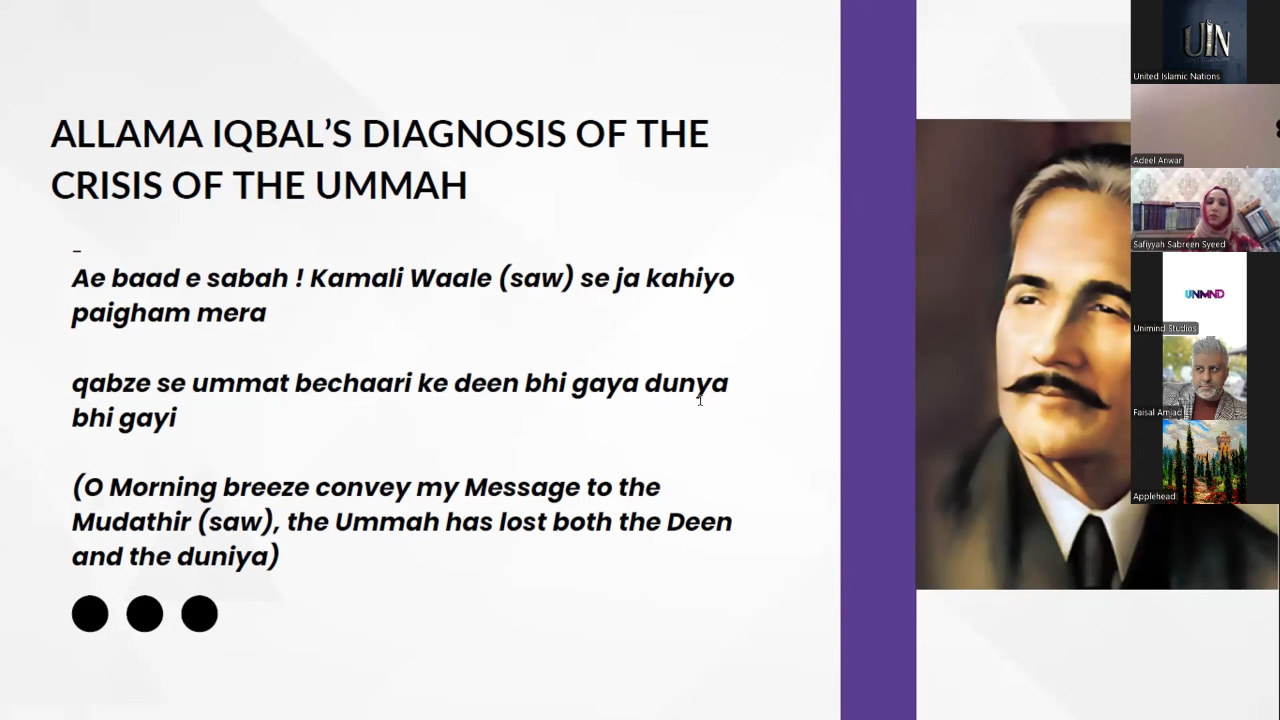 ALLAMA IQBAL’S DIAGNOSIS OF THE
CRISIS OF THE UMMAH
–
Ae baad e sabah ! Kamali Waale (saw) se ja kahiyo
paigham mera
qabze se ummat bechaari ke deen bhi gaya dunya
bhi gayi
(O Morning breeze convey my Message to the
Mudathir (saw), the Ummah has lost both the Deen
and the duniya)
UIN
United Islamic Nations
Adeel Anwar
Safiyyah Sabreen Syeed
UNMND
Unimind Studios
Faisal Amjad
Applehead